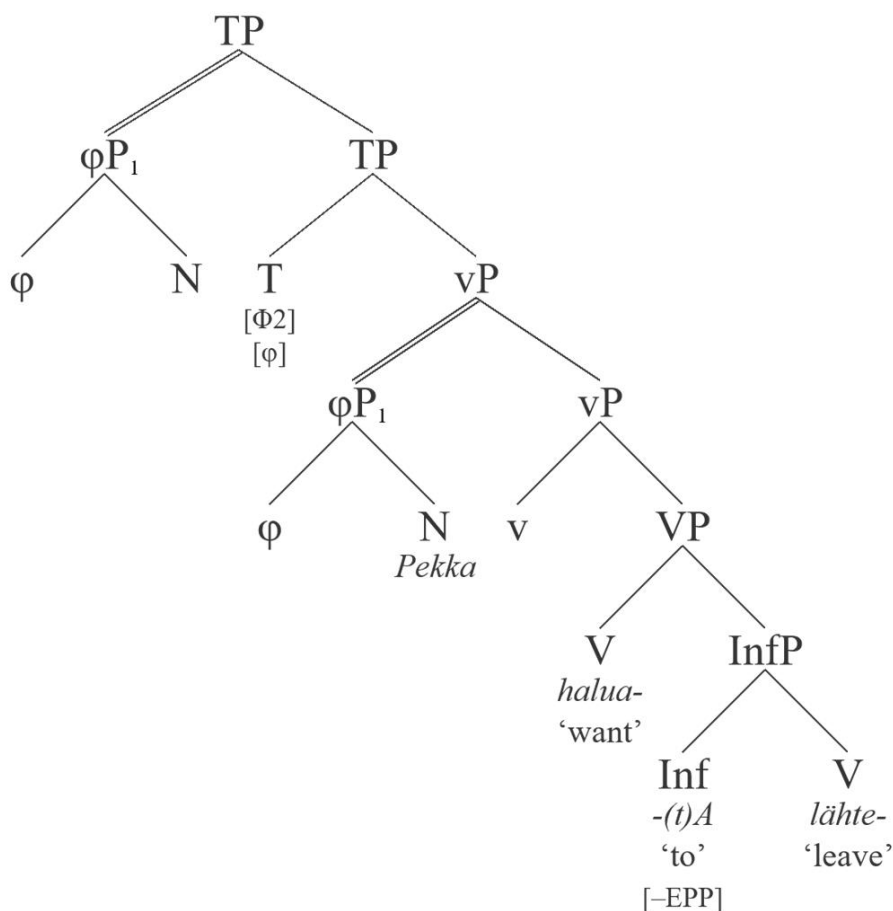 TP
φP₁ TP
φ N T vP
[Φ2]
[φ]
φP₁ vP
φ N v VP
Pekka
V InfP
halua-
‘want’
Inf V
-(t)A lähte-
‘to’ ‘leave’
[–EPP]